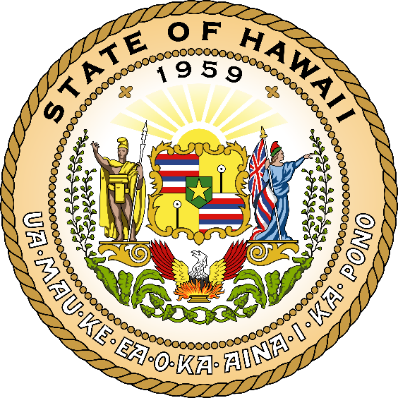 STATE OF HAWAII
1959
UA·MAU·KE·EA·O·KA·AINA·I·KA·PONO